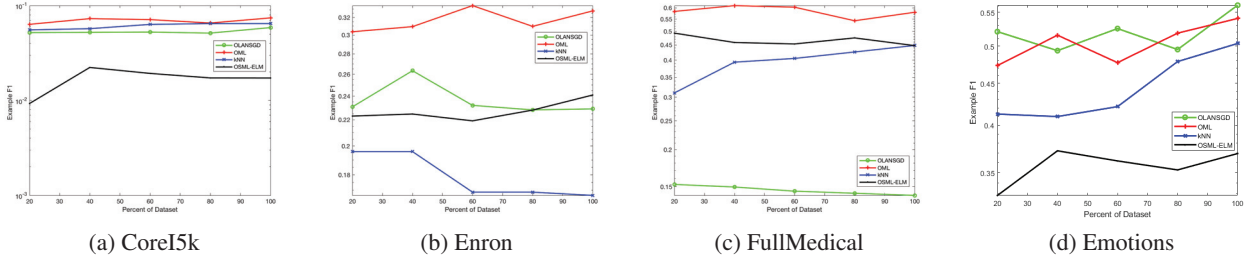 10⁻¹
10⁻²
10⁻³
Example F1
20 30 40 50 60 70 80 90 100
Percent of Dataset
OLANSGD
OML
kNN
OSML-ELM
(a) CoreI5k
0.32
0.3
0.28
0.26
0.24
0.22
0.2
0.18
Example F1
20 30 40 50 60 70 80 90 100
Percent of Dataset
OLANSGD
OML
kNN
OSML-ELM
(b) Enron
0.6
0.55
0.5
0.45
0.4
0.35
0.3
0.25
0.2
0.15
Example F1
20 30 40 50 60 70 80 90 100
Percent of Dataset
OLANSGD
OML
kNN
OSML-ELM
(c) FullMedical
0.55
0.5
0.45
0.4
0.35
Example F1
20 30 40 50 60 70 80 90 100
Percent of Dataset
OLANSGD
OML
kNN
OSML-ELM
(d) Emotions